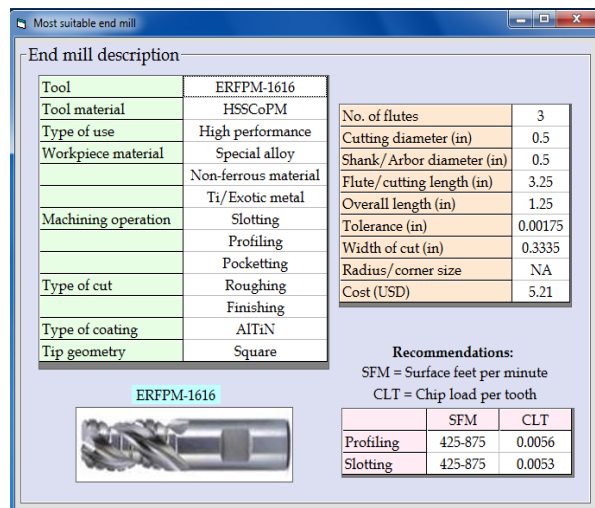 Most suitable end mill
End mill description
Tool ERFPM-1616
Tool material HSSCoPM
Type of use High performance
Workpiece material Special alloy
Non-ferrous material
Ti/Exotic metal
Machining operation Slotting
Profiling
Pocketting
Type of cut Roughing
Finishing
Type of coating AlTiN
Tip geometry Square
ERFPM-1616
No. of flutes 3
Cutting diameter (in) 0.5
Shank/Arbor diameter (in) 0.5
Flute/cutting length (in) 3.25
Overall length (in) 1.25
Tolerance (in) 0.00175
Width of cut (in) 0.3335
Radius/corner size NA
Cost (USD) 5.21
Recommendations:
SFM = Surface feet per minute
CLT = Chip load per tooth
SFM CLT
Profiling 425-875 0.0056
Slotting 425-875 0.0053